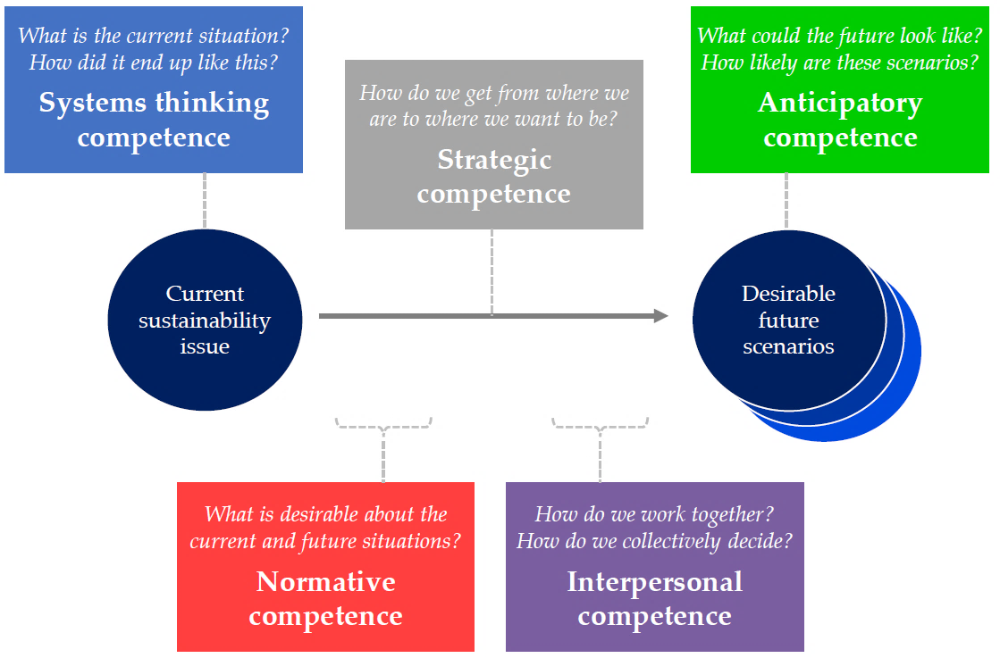 What is the current situation?
How did it end up like this?
Systems thinking
competence
How do we get from where we
are to where we want to be?
Strategic
competence
What could the future look like?
How likely are these scenarios?
Anticipatory
competence
Current
sustainability
issue
Desirable
future
scenarios
What is desirable about the
current and future situations?
Normative
competence
How do we work together?
How do we collectively decide?
Interpersonal
competence